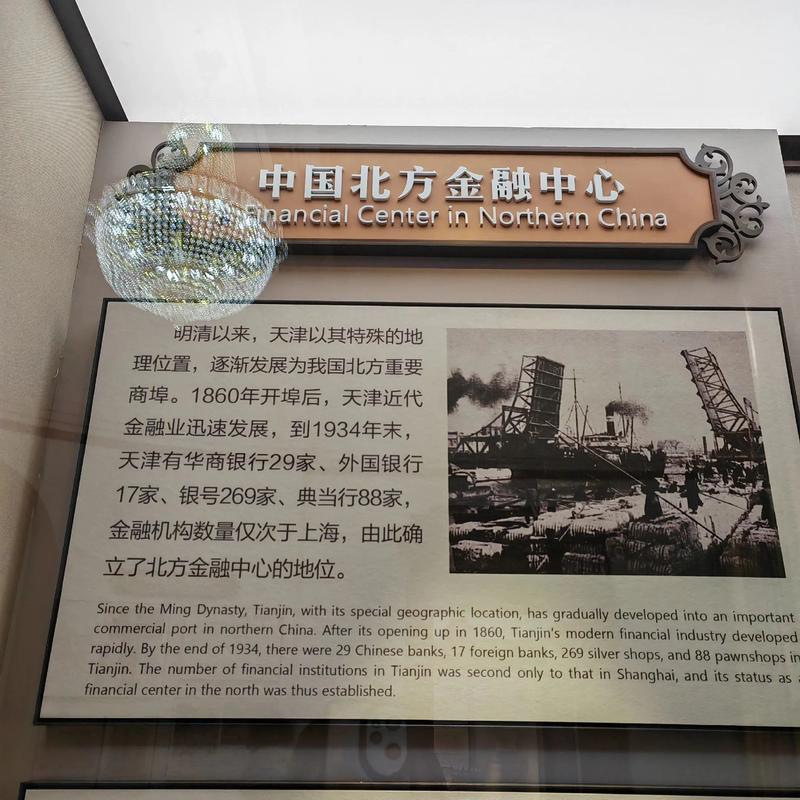 中国北方金融中心
Financial Center in Northern China
明清以来，天津以其特殊的地
理位置，逐渐发展为我国北方重要
商埠。1860年开埠后，天津近代
金融业迅速发展，到1934年末，
天津有华商银行29家、外国银行
17家、银号269家、典当行88家，
金融机构数量仅次于上海，由此确
立了北方金融中心的地位。
Since the Ming Dynasty, Tianjin, with its special geographic location, has gradually developed into an important
commercial port in northern China. After its opening up in 1860, Tianjin's modern financial industry developed
rapidly. By the end of 1934, there were 29 Chinese banks, 17 foreign banks, 269 silver shops, and 88 pawnshops in
Tianjin. The number of financial institutions in Tianjin was second only to that in Shanghai, and its status as a
financial center in the north was thus established.